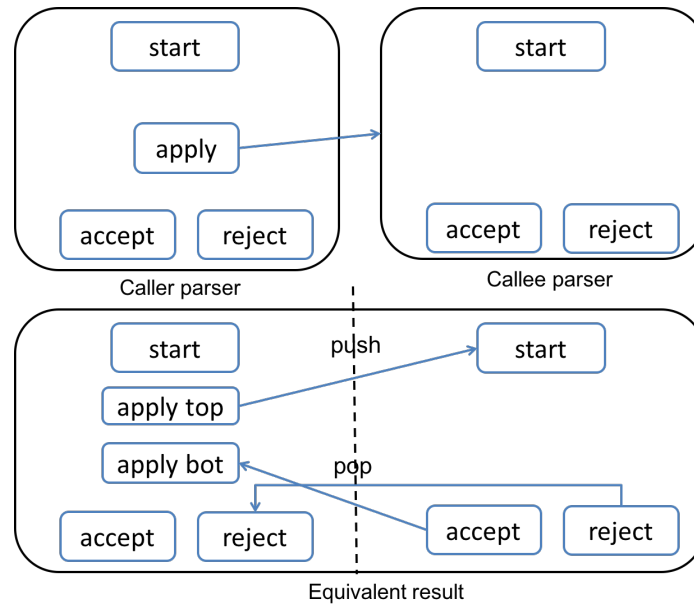 start
start
apply
accept
reject
accept
reject
Caller parser
Callee parser
start
push
start
apply top
apply bot
pop
accept
reject
accept
reject
Equivalent result